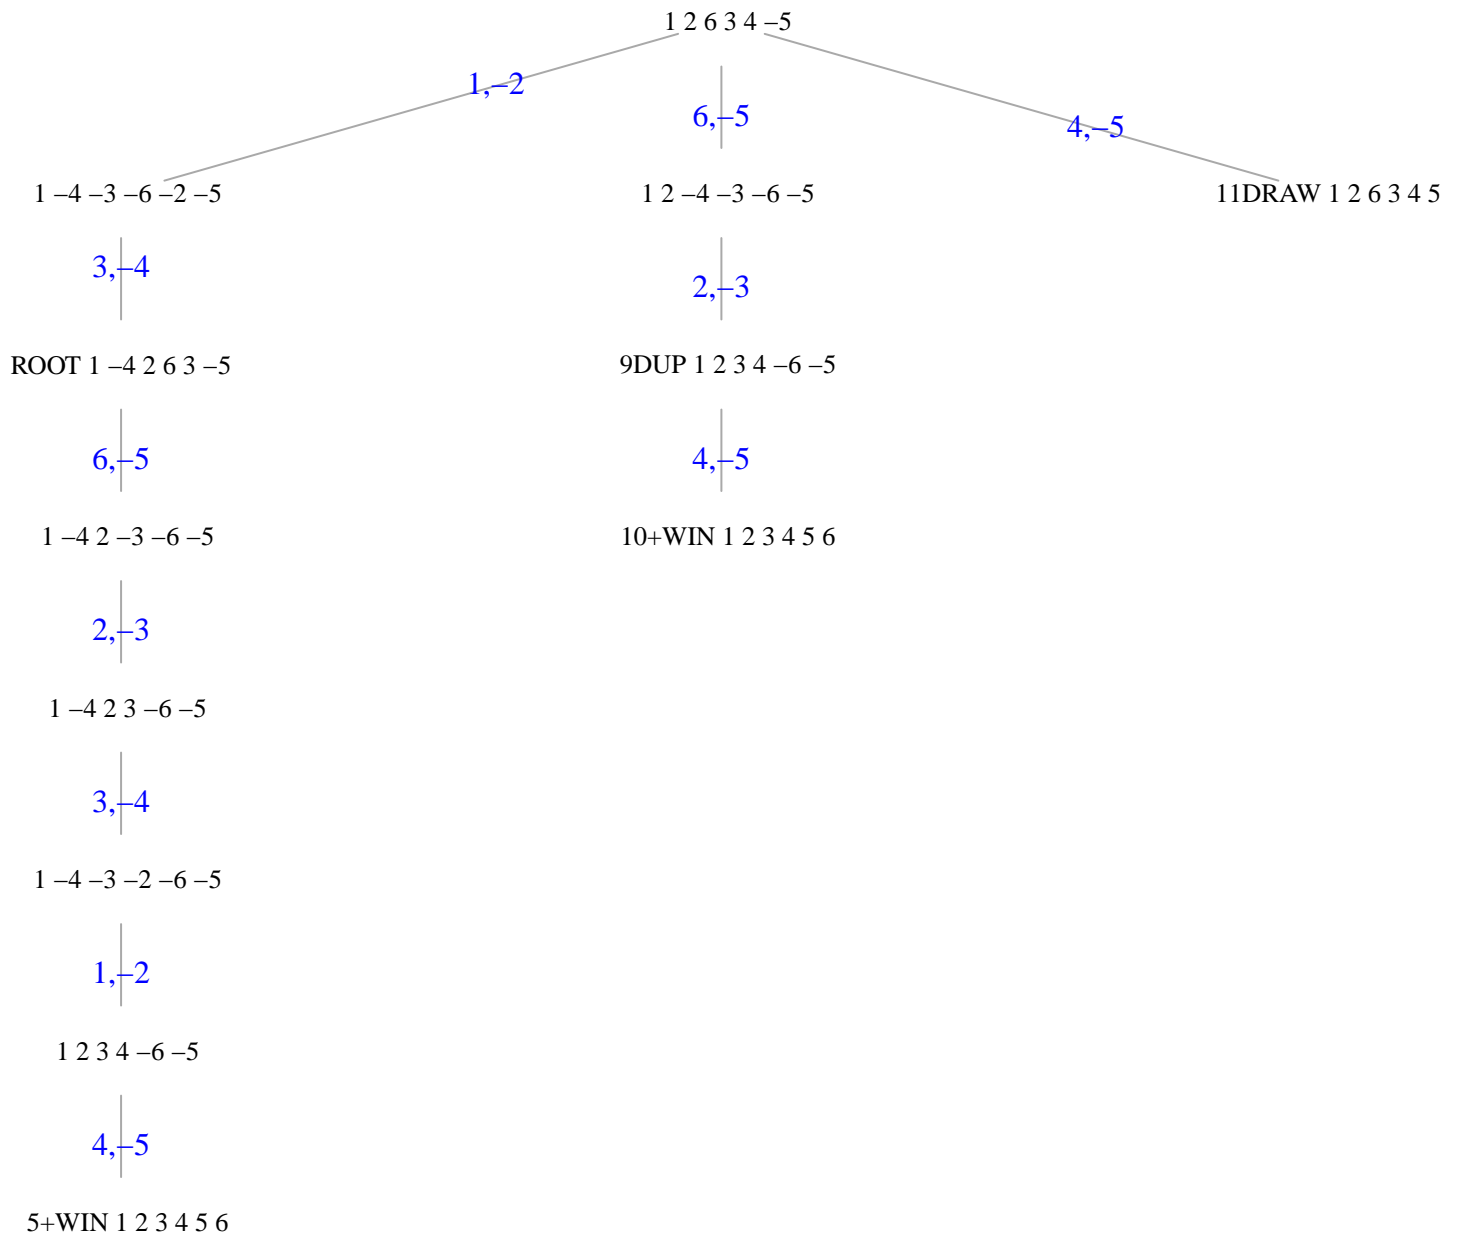 1 2 6 3 4 –5
1,–2
6,–5
4,–5
1 –4 –3 –6 –2 –5
1 2 –4 –3 –6 –5
11DRAW 1 2 6 3 4 5
3,–4
2,–3
ROOT 1 –4 2 6 3 –5
9DUP 1 2 3 4 –6 –5
6,–5
4,–5
1 –4 2 –3 –6 –5
10+WIN 1 2 3 4 5 6
2,–3
1 –4 2 3 –6 –5
3,–4
1 –4 –3 –2 –6 –5
1,–2
1 2 3 4 –6 –5
4,–5
5+WIN 1 2 3 4 5 6